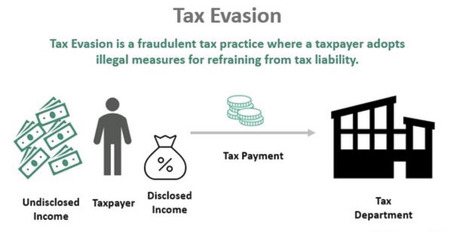 Tax Evasion
Tax Evasion is a fraudulent tax practice where a taxpayer adopts
illegal measures for refraining from tax liability.
%
Tax Payment
Undisclosed
Income
Taxpayer
Disclosed
Income
Tax
Department